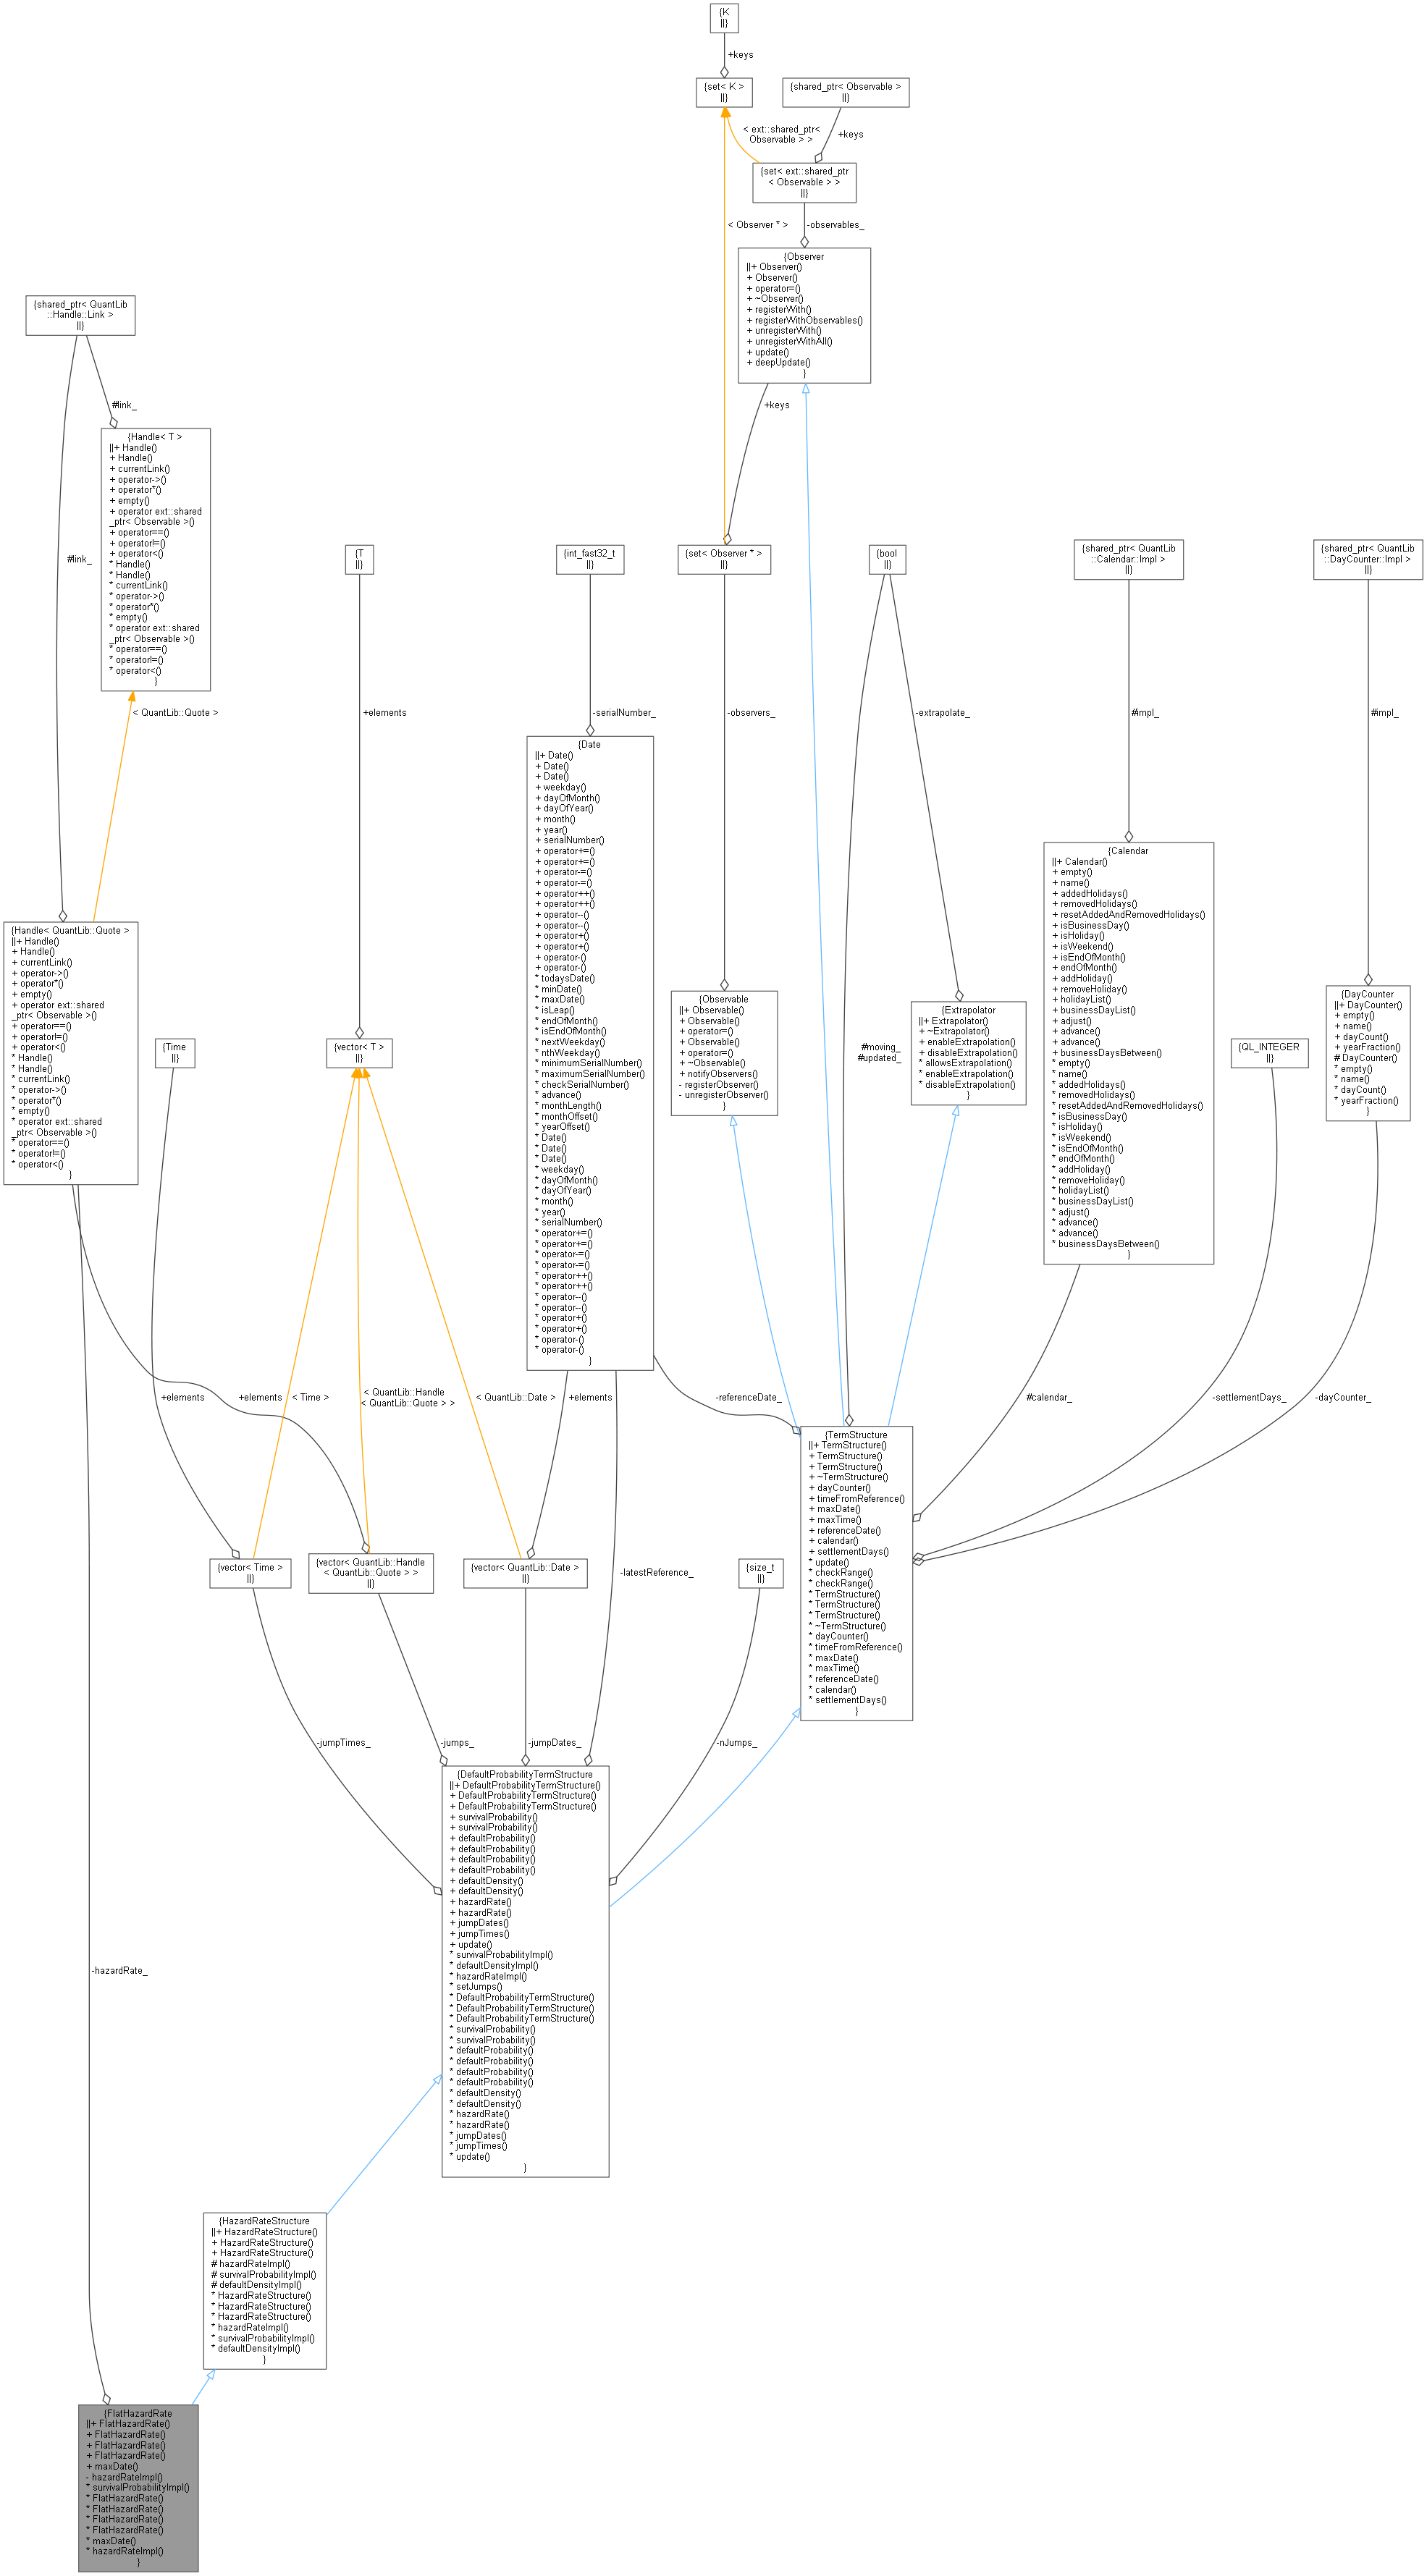 {K
||}
+keys
{set< K >
||}
{shared_ptr< Observable >
||}
< ext::shared_ptr<
Observable > >
+keys
{set< ext::shared_ptr
< Observable > >
||}
< Observer * >
-observables_
{Observer
||+ Observer()
+ Observer()
+ operator=()
+ ~Observer()
+ registerWith()
+ registerWithObservables()
+ unregisterWith()
+ unregisterWithAll()
+ update()
+ deepUpdate()
}
{shared_ptr< QuantLib
::Handle::Link >
||}
#link_
+keys
{Handle< T >
||+ Handle()
+ Handle()
+ currentLink()
+ operator->()
+ operator*()
+ empty()
+ operator ext::shared
_ptr< Observable >()
+ operator==()
+ operator!=()
+ operator<()
* Handle()
* Handle()
* currentLink()
* operator->()
* operator*()
* empty()
* operator ext::shared
_ptr< Observable >()
* operator==()
* operator!=()
* operator<()
}
#link_
{T
||}
{int_fast32_t
||}
{set< Observer * >
||}
{bool
||}
{shared_ptr< QuantLib
::Calendar::Impl >
||}
{shared_ptr< QuantLib
::DayCounter::Impl >
||}
< QuantLib::Quote >
+elements
-serialNumber_
-observers_
-extrapolate_
#impl_
#impl_
{Date
||+ Date()
+ Date()
+ Date()
+ weekday()
+ dayOfMonth()
+ dayOfYear()
+ month()
+ year()
+ serialNumber()
+ operator+=()
+ operator+=()
+ operator-=()
+ operator-=()
+ operator++()
+ operator++()
+ operator--()
+ operator--()
+ operator+()
+ operator+()
+ operator-()
+ operator-()
* todaysDate()
* minDate()
* maxDate()
* isLeap()
* endOfMonth()
* isEndOfMonth()
* nextWeekday()
* nthWeekday()
* minimumSerialNumber()
* maximumSerialNumber()
* checkSerialNumber()
* advance()
* monthLength()
* monthOffset()
* yearOffset()
* Date()
* Date()
* Date()
* weekday()
* dayOfMonth()
* dayOfYear()
* month()
* year()
* serialNumber()
* operator+=()
* operator+=()
* operator-=()
* operator-=()
* operator++()
* operator++()
* operator--()
* operator--()
* operator+()
* operator+()
* operator-()
* operator-()
}
{Calendar
||+ Calendar()
+ empty()
+ name()
+ addedHolidays()
+ removedHolidays()
+ resetAddedAndRemovedHolidays()
+ isBusinessDay()
+ isHoliday()
+ isWeekend()
+ isEndOfMonth()
+ endOfMonth()
+ addHoliday()
+ removeHoliday()
+ holidayList()
+ businessDayList()
+ adjust()
+ advance()
+ advance()
+ businessDaysBetween()
* empty()
* name()
* addedHolidays()
* removedHolidays()
* resetAddedAndRemovedHolidays()
* isBusinessDay()
* isHoliday()
* isWeekend()
* isEndOfMonth()
* endOfMonth()
* addHoliday()
* removeHoliday()
* holidayList()
* businessDayList()
* adjust()
* advance()
* advance()
* businessDaysBetween()
}
{Handle< QuantLib::Quote >
||+ Handle()
+ Handle()
+ currentLink()
+ operator->()
+ operator*()
+ empty()
+ operator ext::shared
_ptr< Observable >()
+ operator==()
+ operator!=()
+ operator<()
* Handle()
* Handle()
* currentLink()
* operator->()
* operator*()
* empty()
* operator ext::shared
_ptr< Observable >()
* operator==()
* operator!=()
* operator<()
}
{Time
||}
{vector< T >
||}
{Observable
||+ Observable()
+ Observable()
+ operator=()
+ Observable()
+ operator=()
+ ~Observable()
+ notifyObservers()
- registerObserver()
- unregisterObserver()
}
#moving_
#updated_
{Extrapolator
||+ Extrapolator()
+ ~Extrapolator()
+ enableExtrapolation()
+ disableExtrapolation()
* allowsExtrapolation()
* enableExtrapolation()
* disableExtrapolation()
}
{QL_INTEGER
||}
{DayCounter
||+ DayCounter()
+ empty()
+ name()
+ dayCount()
+ yearFraction()
# DayCounter()
* empty()
* name()
* dayCount()
* yearFraction()
}
+elements
+elements
< Time >
< QuantLib::Handle
< QuantLib::Quote > >
< QuantLib::Date >
+elements
-referenceDate_
#calendar_
-settlementDays_
-dayCounter_
{TermStructure
||+ TermStructure()
+ TermStructure()
+ TermStructure()
+ ~TermStructure()
+ dayCounter()
+ timeFromReference()
+ maxDate()
+ maxTime()
+ referenceDate()
+ calendar()
+ settlementDays()
* update()
* checkRange()
* checkRange()
* TermStructure()
* TermStructure()
* TermStructure()
* ~TermStructure()
* dayCounter()
* timeFromReference()
* maxDate()
* maxTime()
* referenceDate()
* calendar()
* settlementDays()
}
{vector< Time >
||}
{vector< QuantLib::Handle
< QuantLib::Quote > >
||}
{vector< QuantLib::Date >
||}
-latestReference_
{size_t
||}
-jumpTimes_
-jumps_
-jumpDates_
-nJumps_
{DefaultProbabilityTermStructure
||+ DefaultProbabilityTermStructure()
+ DefaultProbabilityTermStructure()
+ DefaultProbabilityTermStructure()
+ survivalProbability()
+ survivalProbability()
+ defaultProbability()
+ defaultProbability()
+ defaultProbability()
+ defaultProbability()
+ defaultDensity()
+ defaultDensity()
+ hazardRate()
+ hazardRate()
+ jumpDates()
+ jumpTimes()
+ update()
* survivalProbabilityImpl()
* defaultDensityImpl()
* hazardRateImpl()
* setJumps()
* DefaultProbabilityTermStructure()
* DefaultProbabilityTermStructure()
* DefaultProbabilityTermStructure()
* survivalProbability()
* survivalProbability()
* defaultProbability()
* defaultProbability()
* defaultProbability()
* defaultProbability()
* defaultDensity()
* defaultDensity()
* hazardRate()
* hazardRate()
* jumpDates()
* jumpTimes()
* update()
}
-hazardRate_
{HazardRateStructure
||+ HazardRateStructure()
+ HazardRateStructure()
+ HazardRateStructure()
# hazardRateImpl()
# survivalProbabilityImpl()
# defaultDensityImpl()
* HazardRateStructure()
* HazardRateStructure()
* HazardRateStructure()
* hazardRateImpl()
* survivalProbabilityImpl()
* defaultDensityImpl()
}
{FlatHazardRate
||+ FlatHazardRate()
+ FlatHazardRate()
+ FlatHazardRate()
+ FlatHazardRate()
+ maxDate()
- hazardRateImpl()
* survivalProbabilityImpl()
* FlatHazardRate()
* FlatHazardRate()
* FlatHazardRate()
* FlatHazardRate()
* maxDate()
* hazardRateImpl()
}